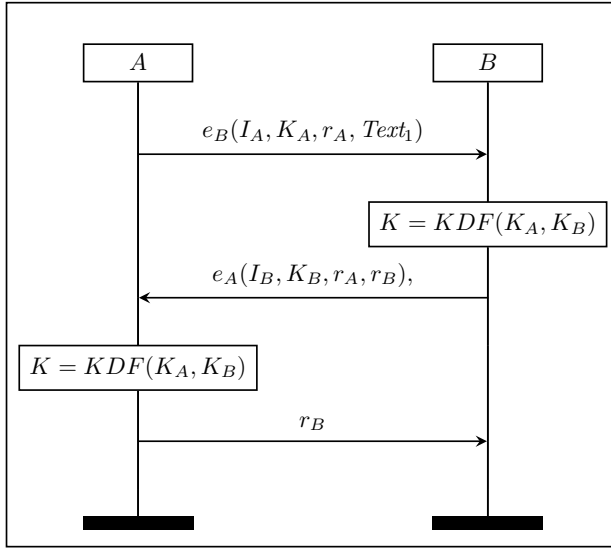 A
B
e_B(I_A, K_A, r_A, Text_1)
K = KDF(K_A, K_B)
e_A(I_B, K_B, r_A, r_B),
K = KDF(K_A, K_B)
r_B